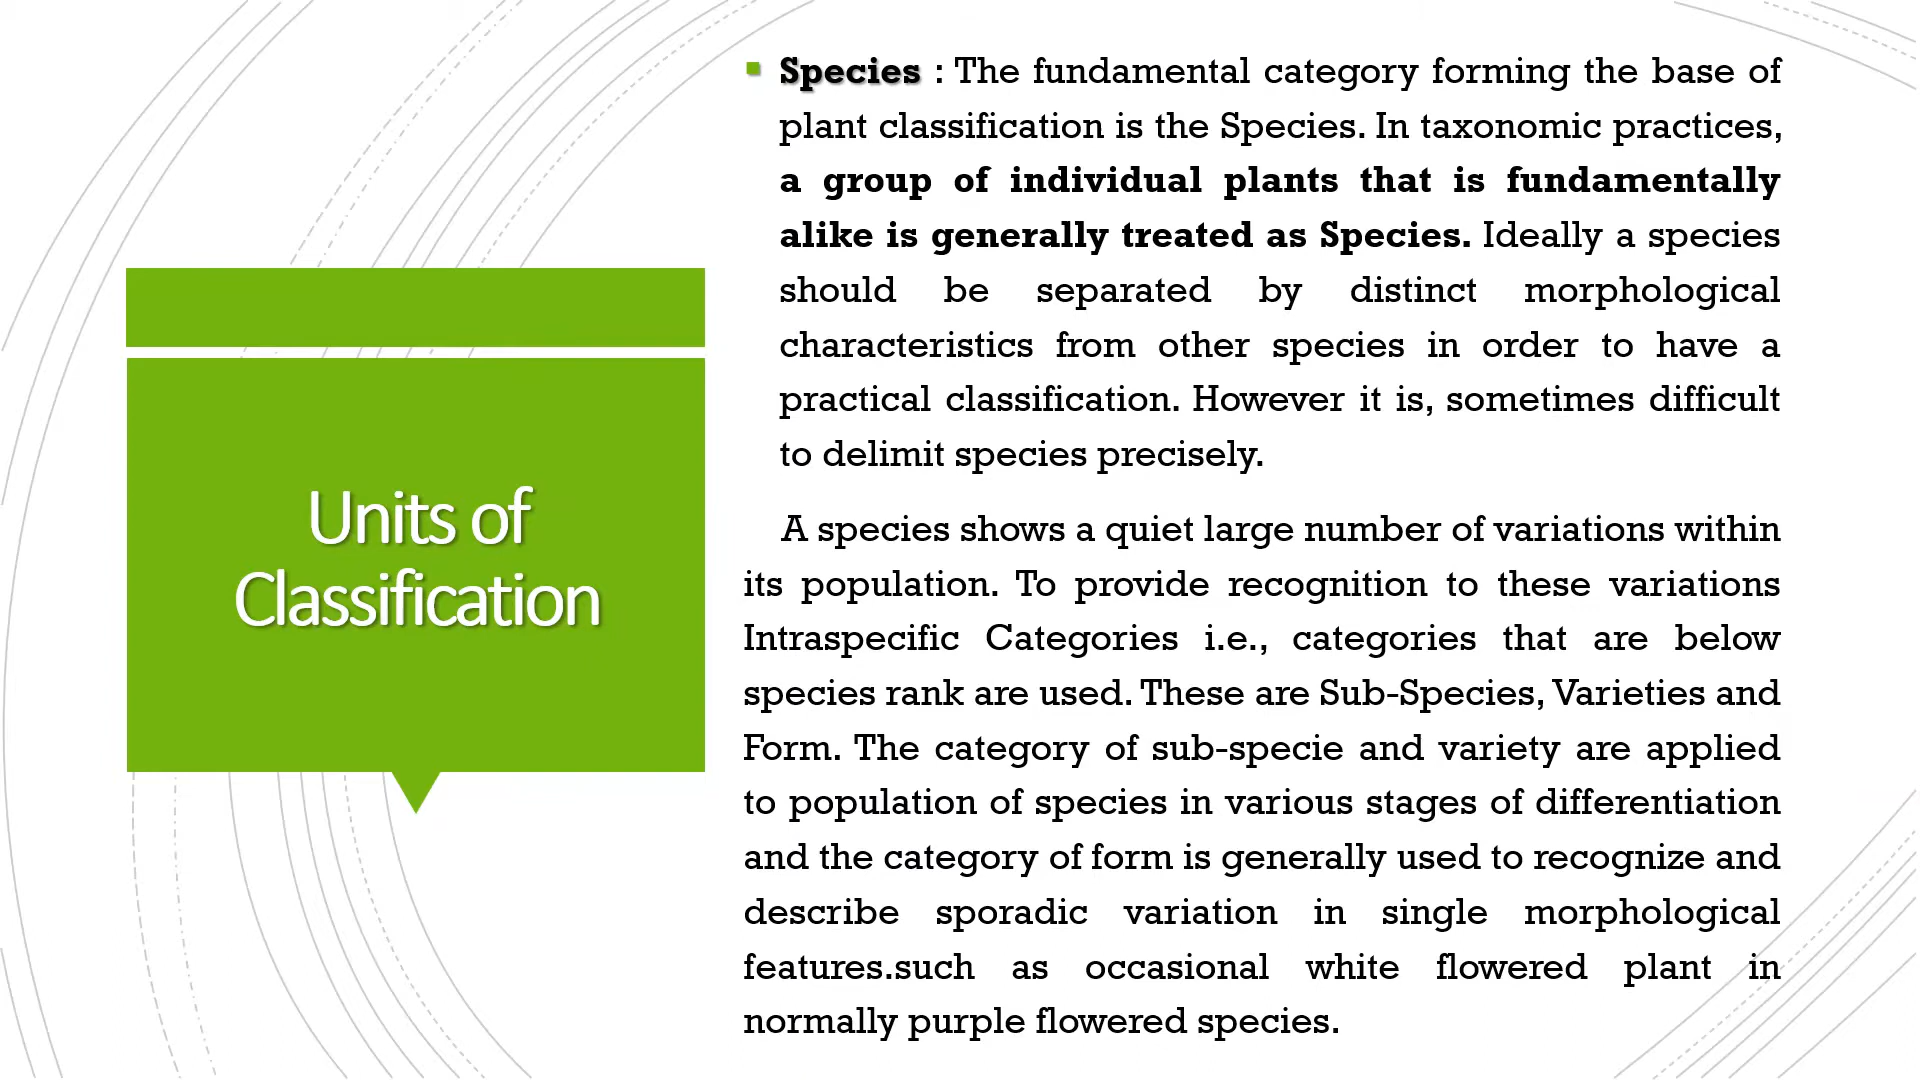 Units of
Classification
Species : The fundamental category forming the base of
plant classification is the Species. In taxonomic practices,
a group of individual plants that is fundamentally
alike is generally treated as Species. Ideally a species
should be separated by distinct morphological
characteristics from other species in order to have a
practical classification. However it is, sometimes difficult
to delimit species precisely.
A species shows a quiet large number of variations within
its population. To provide recognition to these variations
Intraspecific Categories i.e., categories that are below
species rank are used. These are Sub-Species, Varieties and
Form. The category of sub-specie and variety are applied
to population of species in various stages of differentiation
and the category of form is generally used to recognize and
describe sporadic variation in single morphological
features.such as occasional white flowered plant in
normally purple flowered species.